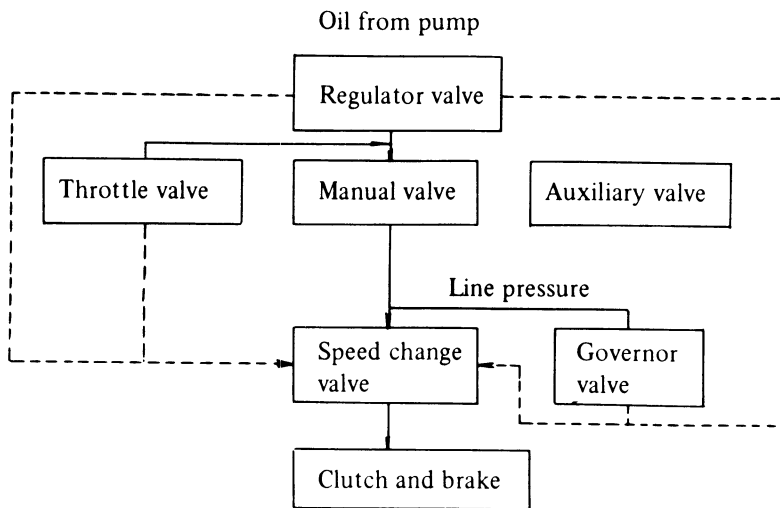 Oil from pump
Regulator valve
Throttle valve
Manual valve
Auxiliary valve
Line pressure
Speed change
valve
Governor
valve
Clutch and brake